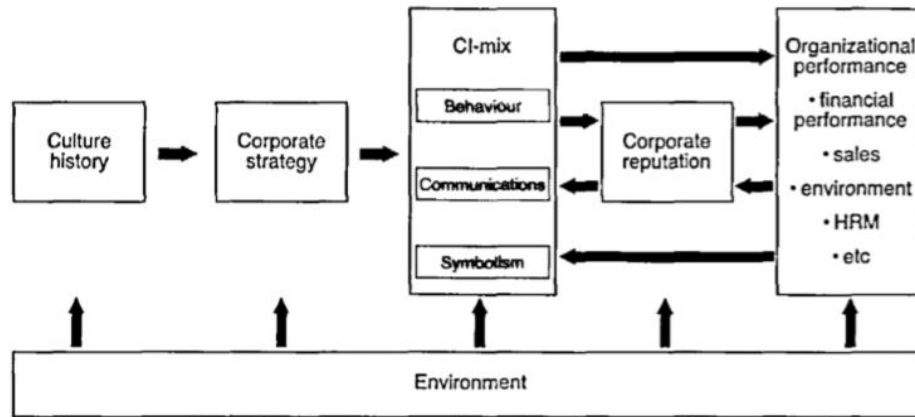 Culture
history
Corporate
strategy
CI-mix
Behaviour
Communications
Symbolism
Corporate
reputation
Organizational
performance
• financial
performance
• sales
• environment
• HRM
• etc
Environment